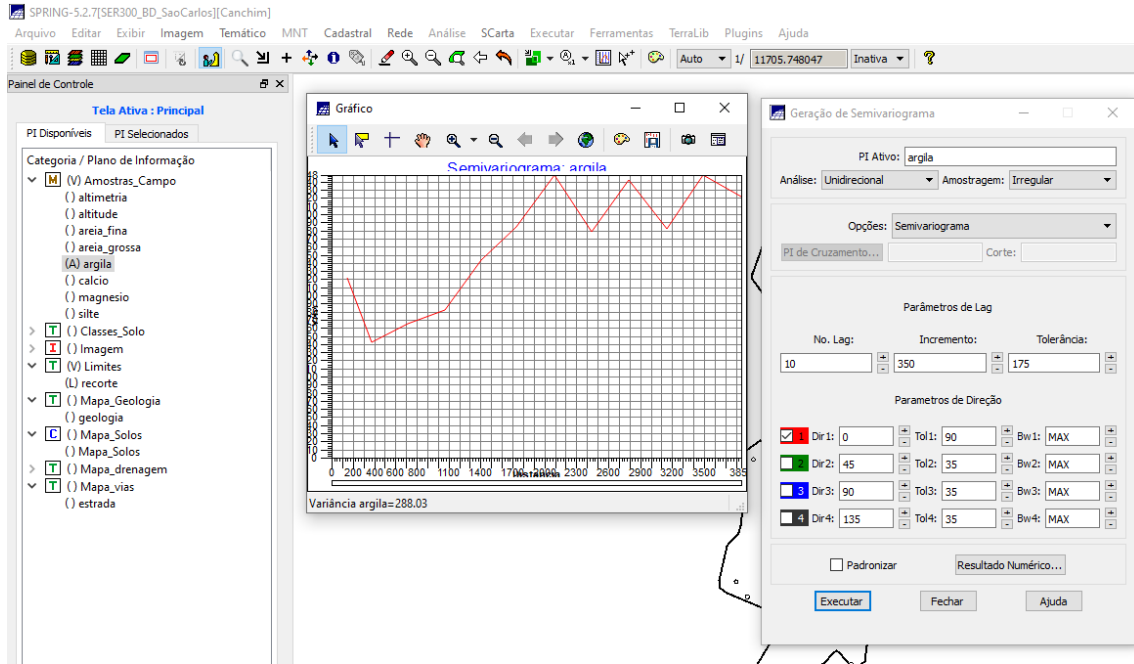 SPRING-5.2.7[SER300_BD_SaoCarlos][Canchim]
Arquivo Editar Exibir Imagem Temático MNT Cadastral Rede Análise SCarta Executar Ferramentas TerraLib Plugins Ajuda
Auto 1/ 11705.748047 Inativa
Painel de Controle
Tela Ativa : Principal
PI Disponíveis PI Selecionados
Categoria / Plano de Informação
M (V) Amostras_Campo
() altimetria
() altitude
() areia_fina
() areia_grossa
(A) argila
() calcio
() magnesio
() silte
T () Classes_Solo
I () Imagem
T (V) Limites
(L) recorte
T () Mapa_Geologia
() geologia
C () Mapa_Solos
() Mapa_Solos
T () Mapa_drenagem
T () Mapa_vias
() estrada
Gráfico
Semivariograma: argila
0 200 400 600 800 1100 1400 1700 2000 2300 2600 2900 3200 3500 385
Distância
Variância argila=288.03
Geração de Semivariograma
PI Ativo: argila
Análise: Unidirecional Amostragem: Irregular
Opções: Semivariograma
PI de Cruzamento... Corte:
Parâmetros de Lag
No. Lag: Incremento: Tolerância:
10 350 175
Parametros de Direção
1 Dir1: 0 Tol1: 90 Bw1: MAX
2 Dir2: 45 Tol2: 35 Bw2: MAX
3 Dir3: 90 Tol3: 35 Bw3: MAX
4 Dir4: 135 Tol4: 35 Bw4: MAX
Padronizar Resultado Numérico...
Executar Fechar Ajuda